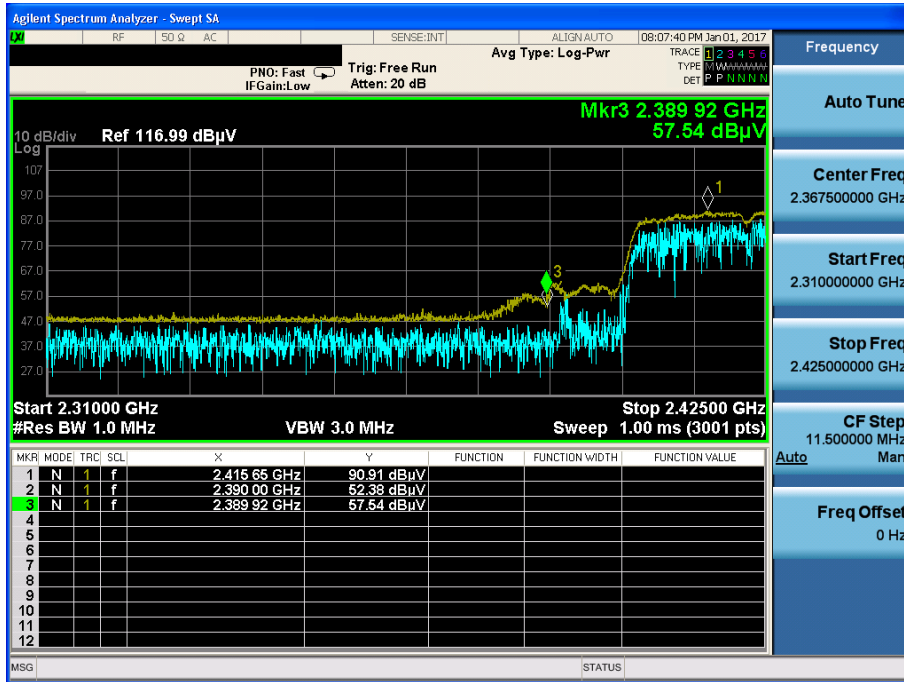 Agilent Spectrum Analyzer - Swept SA
LXI RF 50 Ω AC SENSE:INT ALIGN AUTO 08:07:40 PM Jan 01, 2017
Avg Type: Log-Pwr TRACE 1 2 3 4 5 6
PNO: Fast Trig: Free Run TYPE M W W W W W
IFGain:Low Atten: 20 dB DET P P N N N N
Mkr3 2.389 92 GHz
57.54 dBµV
10 dB/div Ref 116.99 dBµV
Log
107
97.0
87.0
77.0
67.0
57.0
47.0
37.0
27.0
1
3
Start 2.31000 GHz Stop 2.42500 GHz
#Res BW 1.0 MHz VBW 3.0 MHz Sweep 1.00 ms (3001 pts)
MKR MODE TRC SCL X Y FUNCTION FUNCTION WIDTH FUNCTION VALUE
1 N 1 f 2.415 65 GHz 90.91 dBµV
2 N 1 f 2.390 00 GHz 52.38 dBµV
3 N 1 f 2.389 92 GHz 57.54 dBµV
4
5
6
7
8
9
10
11
12
MSG STATUS
Frequency
Auto Tune
Center Freq
2.367500000 GHz
Start Freq
2.310000000 GHz
Stop Freq
2.425000000 GHz
CF Step
11.500000 MHz
Auto Man
Freq Offset
0 Hz